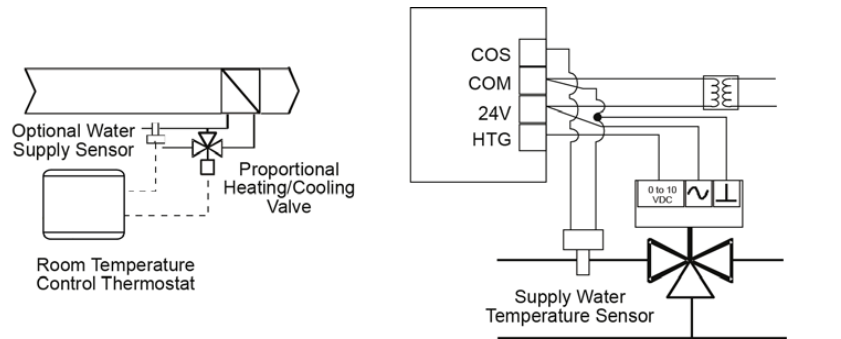 Optional Water
Supply Sensor
Proportional
Heating/Cooling
Valve
Room Temperature
Control Thermostat
COS
COM
24V
HTG
0 to 10
VDC
Supply Water
Temperature Sensor